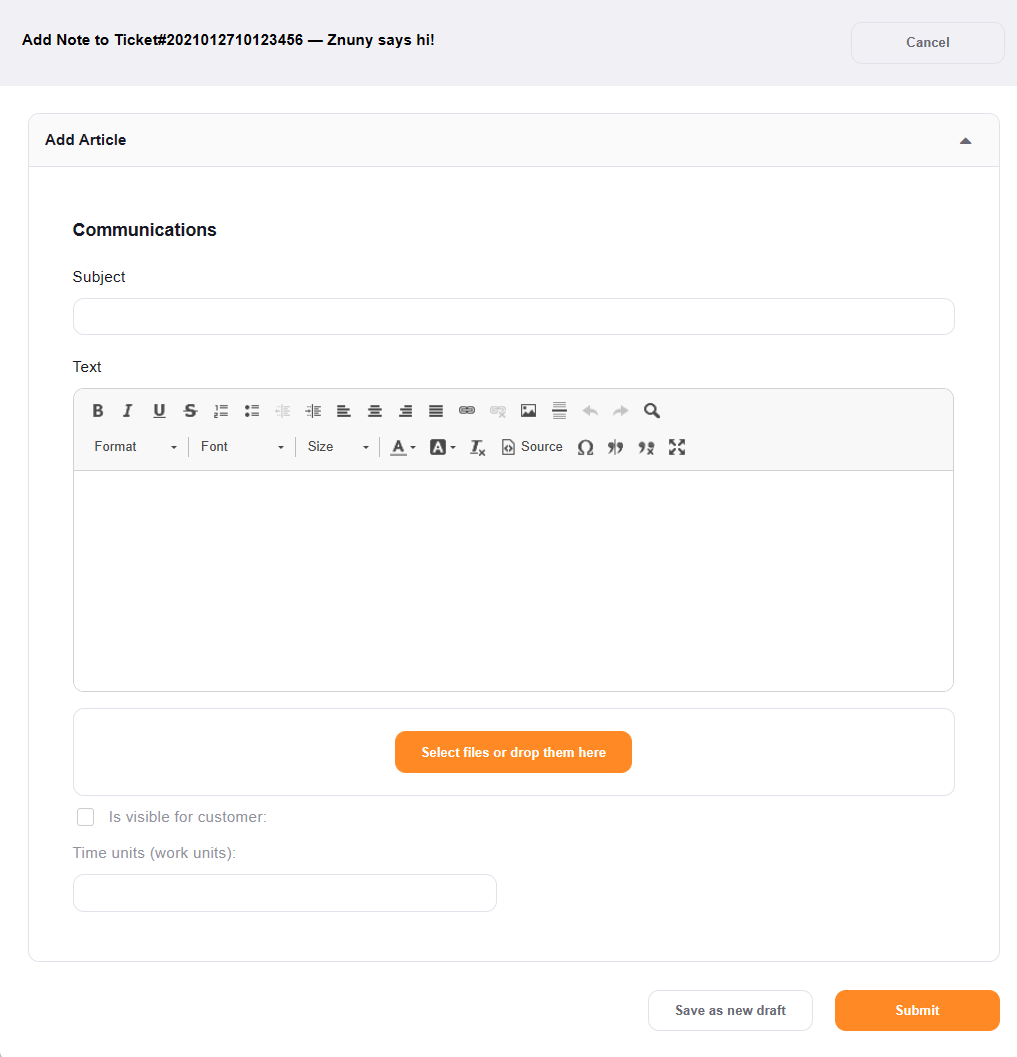 Add Note to Ticket#2021012710123456 — Znuny says hi!
Cancel
Add Article
Communications
Subject
Text
Format Font Size Source
Select files or drop them here
Is visible for customer:
Time units (work units):
Save as new draft
Submit